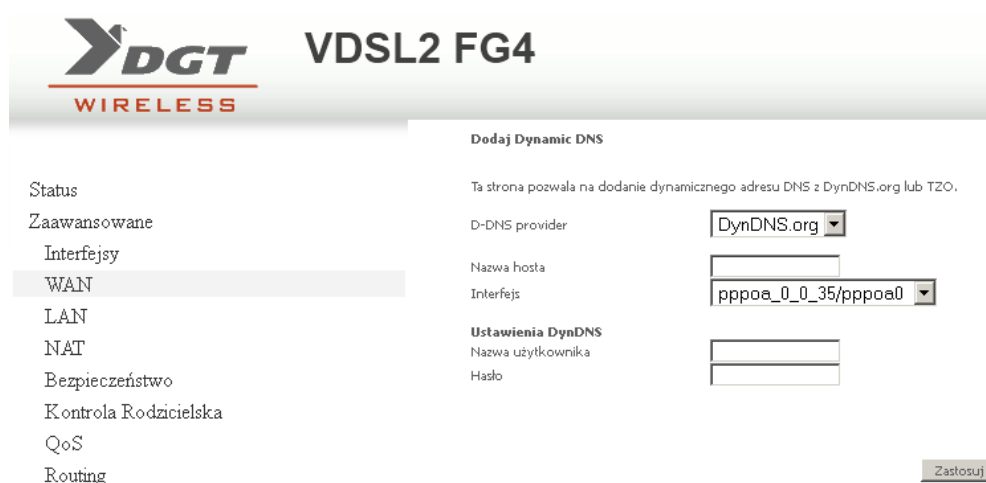 DGT
WIRELESS
VDSL2 FG4
Status
Zaawansowane
Interfejsy
WAN
LAN
NAT
Bezpieczeństwo
Kontrola Rodzicielska
QoS
Routing
Dodaj Dynamic DNS
Ta strona pozwala na dodanie dynamicznego adresu DNS z DynDNS.org lub TZO.
D-DNS provider DynDNS.org
Nazwa hosta
Interfejs pppoa_0_0_35/pppoa0
Ustawienia DynDNS
Nazwa użytkownika
Hasło
Zastosuj